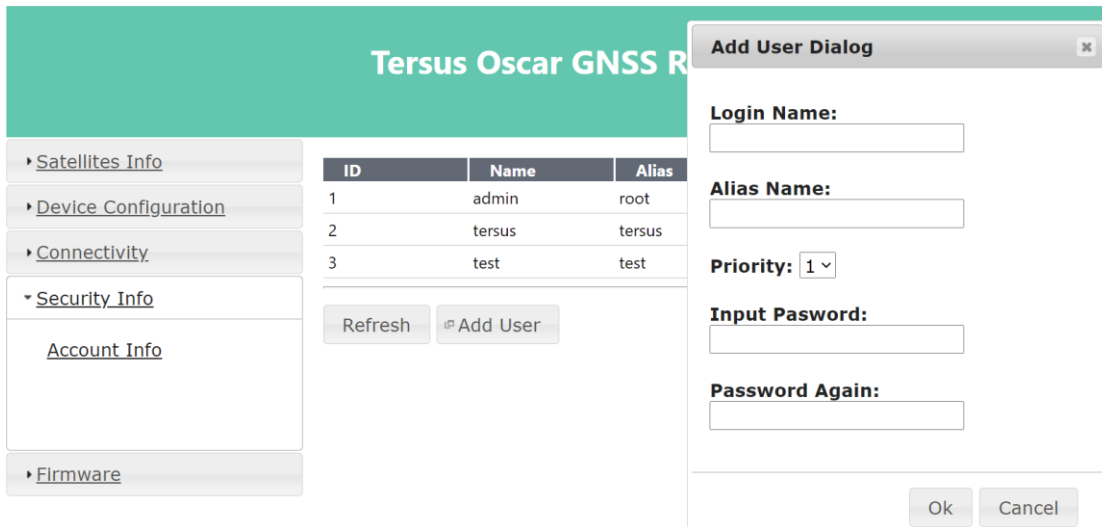 Tersus Oscar GNSS R
Satellites Info
Device Configuration
Connectivity
Security Info
Account Info
Firmware
ID Name Alias
1 admin root
2 tersus tersus
3 test test
Refresh Add User
Add User Dialog
Login Name:
Alias Name:
Priority: 1
Input Pasword:
Password Again:
Ok Cancel